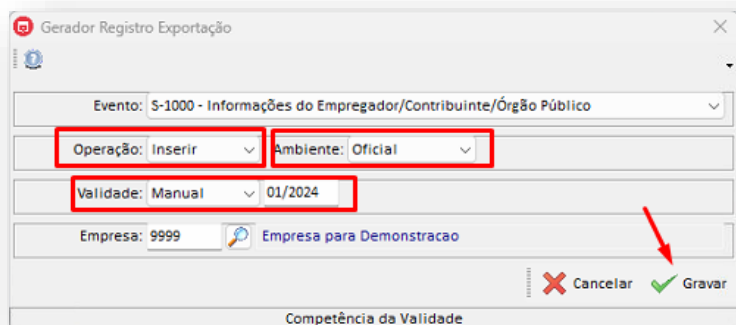 Gerador Registro Exportação
Evento: S-1000 - Informações do Empregador/Contribuinte/Órgão Público
Operação: Inserir Ambiente: Oficial
Validade: Manual 01/2024
Empresa: 9999 Empresa para Demonstracao
Cancelar Gravar
Competência da Validade